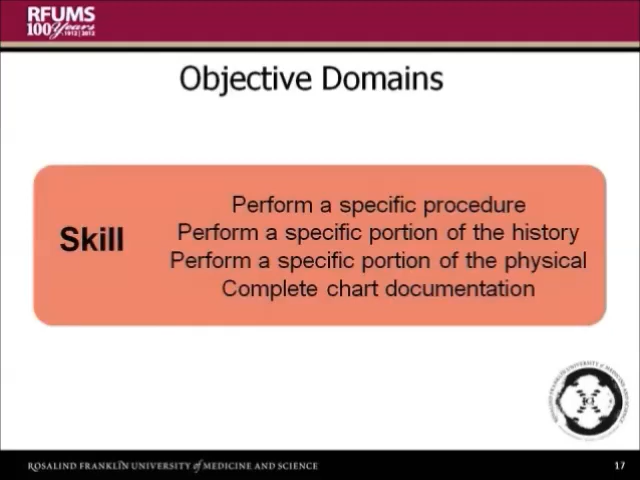 RFUMS
100 Years
1912 | 2012
Objective Domains
Skill
Perform a specific procedure
Perform a specific portion of the history
Perform a specific portion of the physical
Complete chart documentation
ROSALIND FRANKLIN UNIVERSITY of MEDICINE AND SCIENCE
17